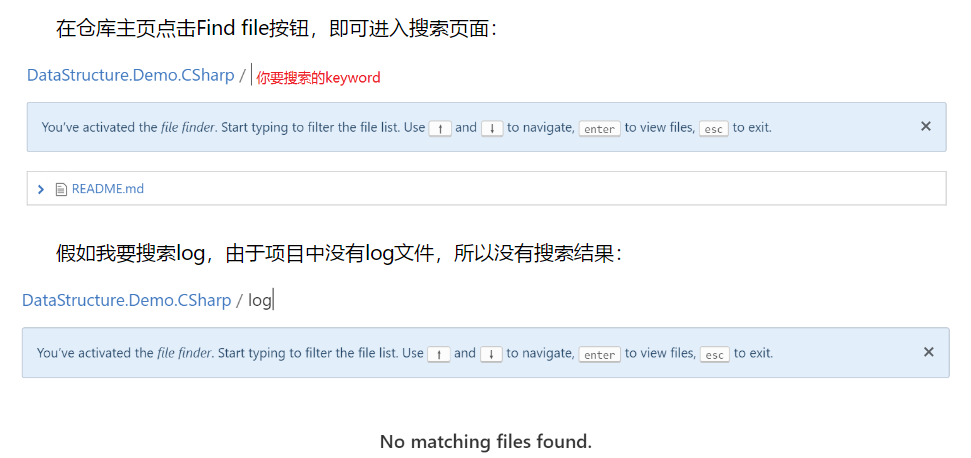 在仓库主页点击Find file按钮，即可进入搜索页面：
DataStructure.Demo.CSharp / 你要搜索的keyword
You've activated the file finder. Start typing to filter the file list. Use ↑ and ↓ to navigate, enter to view files, esc to exit. ×
README.md
假如我要搜索log，由于项目中没有log文件，所以没有搜索结果：
DataStructure.Demo.CSharp / log
You've activated the file finder. Start typing to filter the file list. Use ↑ and ↓ to navigate, enter to view files, esc to exit. ×
No matching files found.